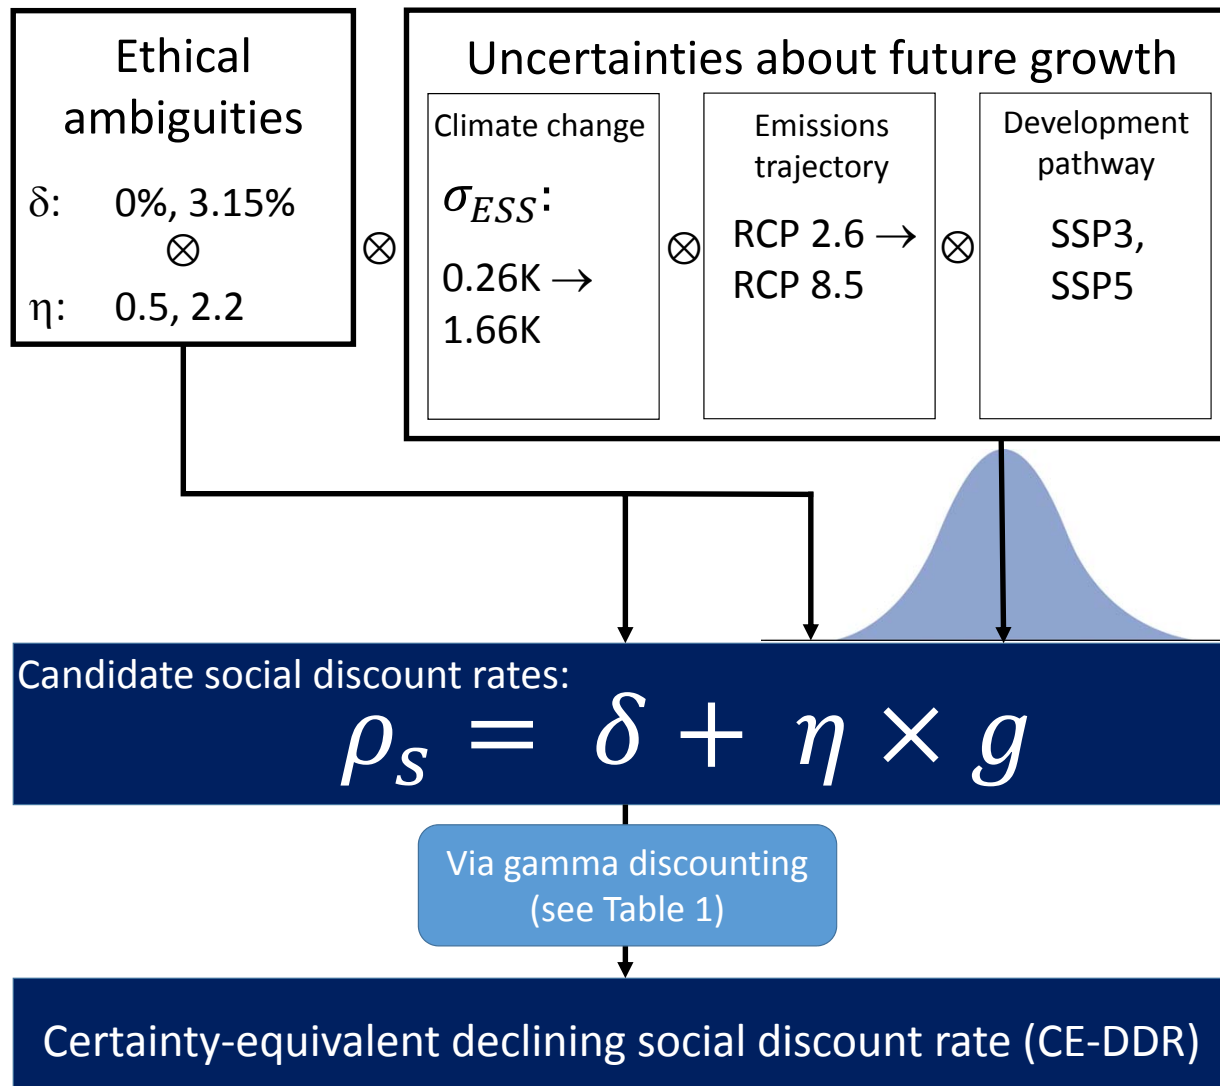 Ethical
ambiguities
δ: 0%, 3.15%
⊗
η: 0.5, 2.2
⊗
Uncertainties about future growth
Climate change
σ_ESS:
0.26K →
1.66K
⊗
Emissions
trajectory
RCP 2.6 →
RCP 8.5
⊗
Development
pathway
SSP3,
SSP5
Candidate social discount rates:
ρ_s = δ + η × g
Via gamma discounting
(see Table 1)
Certainty-equivalent declining social discount rate (CE-DDR)